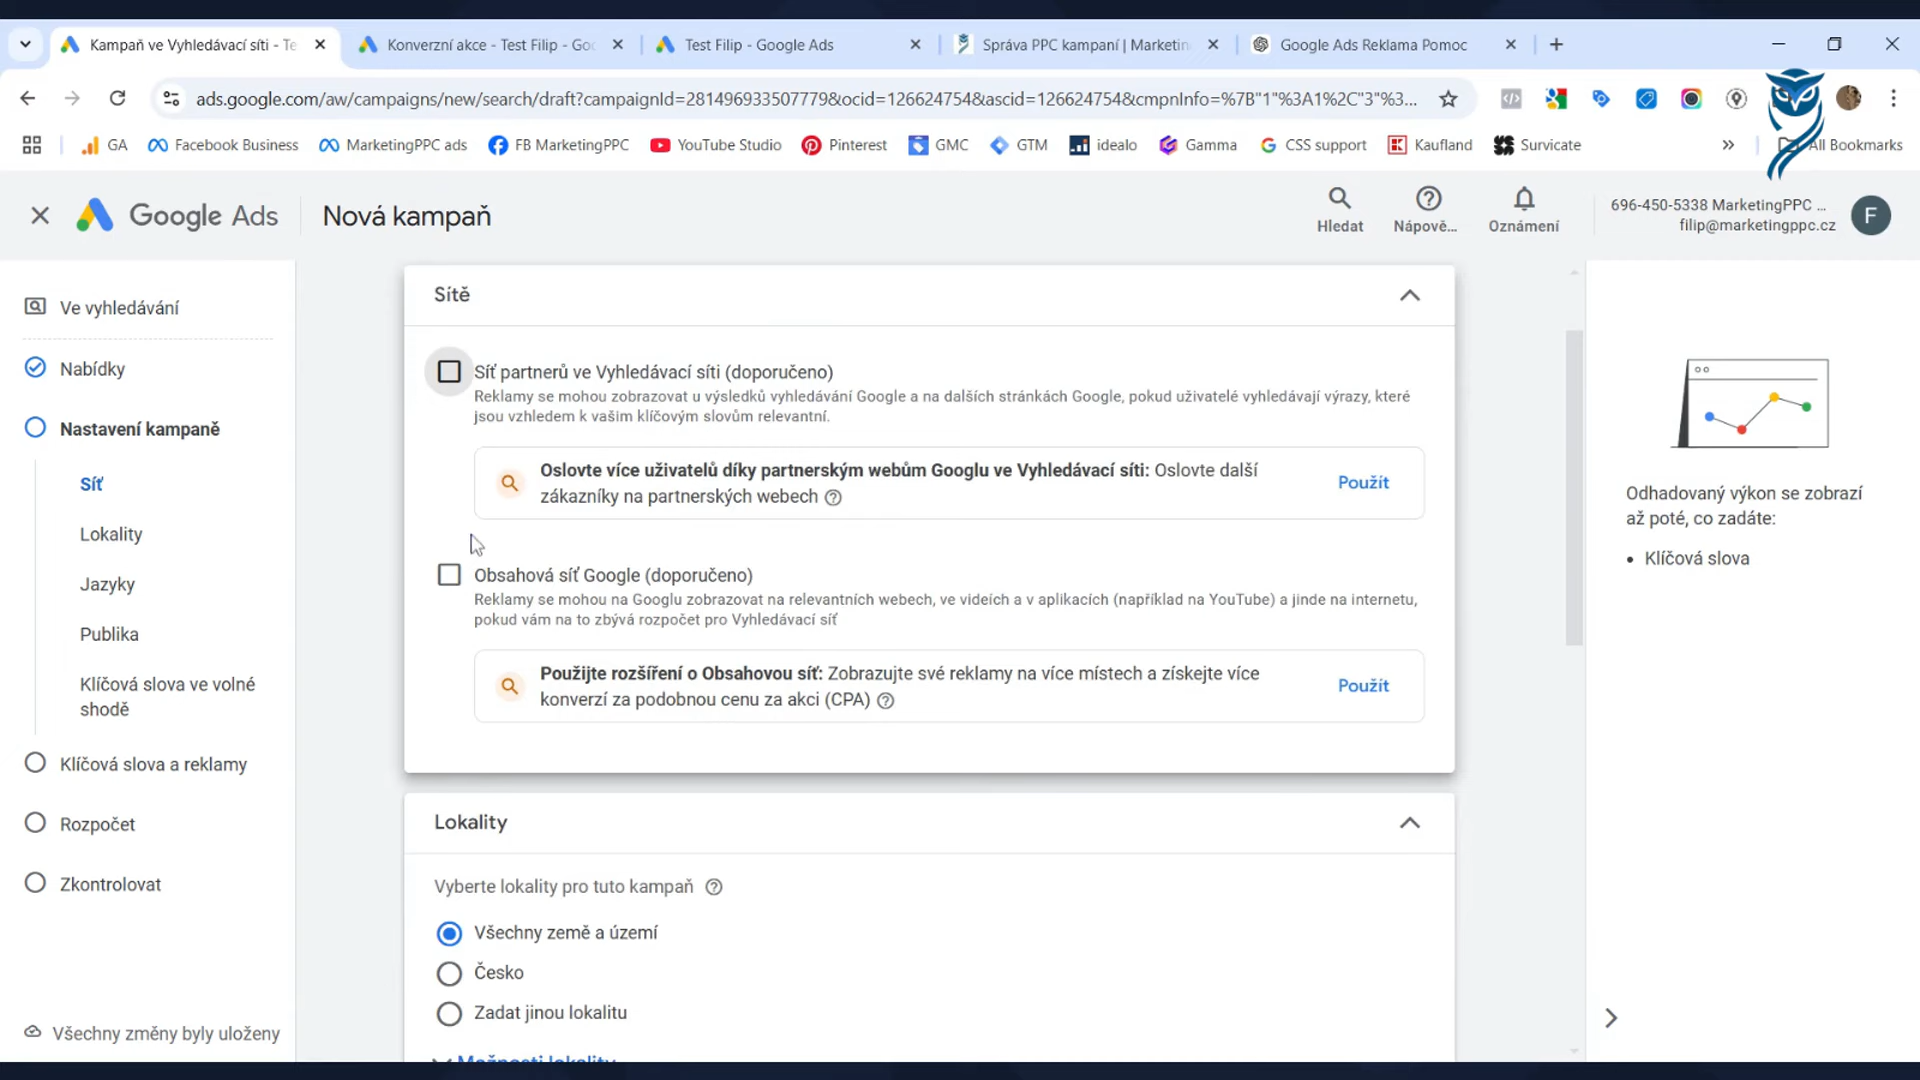 Kampaň ve Vyhledávací síti - Te
Konverzní akce - Test Filip - Goo
Test Filip - Google Ads
Správa PPC kampaní | Marketin
Google Ads Reklama Pomoc
ads.google.com/aw/campaigns/new/search/draft?campaignId=281496933507779&ocid=126624754&ascid=126624754&cmpnInfo=%7B"1"%3A1%2C"3"%3...
GA
Facebook Business
MarketingPPC ads
FB MarketingPPC
YouTube Studio
Pinterest
GMC
GTM
idealo
Gamma
CSS support
Kaufland
Survicate
All Bookmarks
Google Ads
Nová kampaň
Hledat
Nápově...
Oznámení
696-450-5338 MarketingPPC ...
filip@marketingppc.cz
F
Ve vyhledávání
Nabídky
Nastavení kampaně
Síť
Lokality
Jazyky
Publika
Klíčová slova ve volné
shodě
Klíčová slova a reklamy
Rozpočet
Zkontrolovat
Všechny změny byly uloženy
Sítě
Síť partnerů ve Vyhledávací síti (doporučeno)
Reklamy se mohou zobrazovat u výsledků vyhledávání Google a na dalších stránkách Google, pokud uživatelé vyhledávají výrazy, které
jsou vzhledem k vašim klíčovým slovům relevantní.
Oslovte více uživatelů díky partnerským webům Googlu ve Vyhledávací síti: Oslovte další
zákazníky na partnerských webech
Použít
Obsahová síť Google (doporučeno)
Reklamy se mohou na Googlu zobrazovat na relevantních webech, ve videích a v aplikacích (například na YouTube) a jinde na internetu,
pokud vám na to zbývá rozpočet pro Vyhledávací síť
Použijte rozšíření o Obsahovou síť: Zobrazujte své reklamy na více místech a získejte více
konverzí za podobnou cenu za akci (CPA)
Použít
Lokality
Vyberte lokality pro tuto kampaň
Všechny země a území
Česko
Zadat jinou lokalitu
Možnosti lokality
Odhadovaný výkon se zobrazí
až poté, co zadáte:
• Klíčová slova